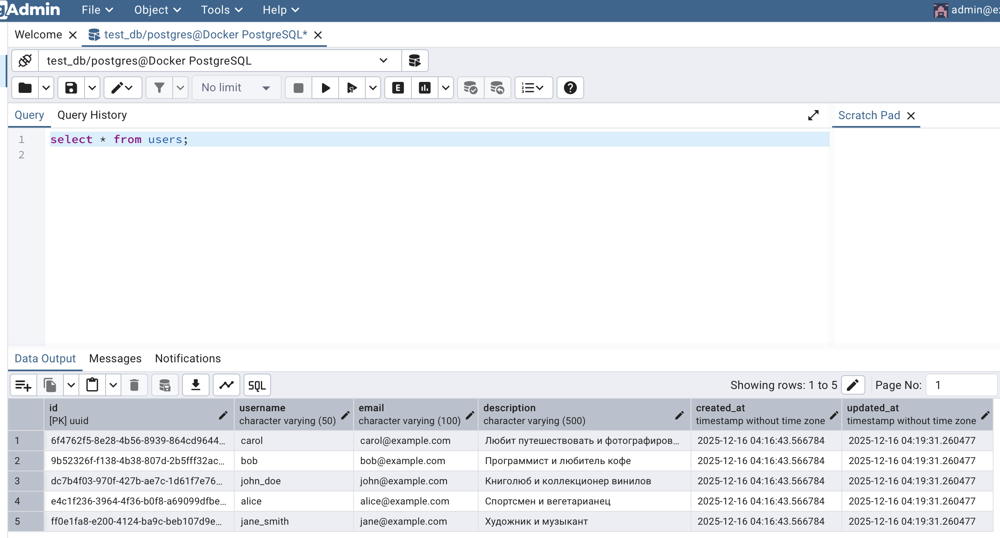 gAdmin File Object Tools Help admin@ex
Welcome test_db/postgres@Docker PostgreSQL*
test_db/postgres@Docker PostgreSQL
No limit
Query Query History Scratch Pad
1 select * from users;
2
Data Output Messages Notifications
SQL Showing rows: 1 to 5 Page No: 1
id username email description created_at updated_at
[PK] uuid character varying (50) character varying (100) character varying (500) timestamp without time zone timestamp without time zone
1 6f4762f5-8e28-4b56-8939-864cd9644... carol carol@example.com Любит путешествовать и фотографиров... 2025-12-16 04:16:43.566784 2025-12-16 04:19:31.260477
2 9b52326f-f138-4b38-807d-2b5fff32ac... bob bob@example.com Программист и любитель кофе 2025-12-16 04:16:43.566784 2025-12-16 04:19:31.260477
3 dc7b4f03-970f-427b-ae7c-1d61f7e76... john_doe john@example.com Книголюб и коллекционер винилов 2025-12-16 04:16:43.566784 2025-12-16 04:19:31.260477
4 e4c1f236-3964-4f36-b0f8-a69099dfbe... alice alice@example.com Спортсмен и вегетарианец 2025-12-16 04:16:43.566784 2025-12-16 04:19:31.260477
5 ff0e1fa8-e200-4124-ba9c-beb107d9e... jane_smith jane@example.com Художник и музыкант 2025-12-16 04:16:43.566784 2025-12-16 04:19:31.260477